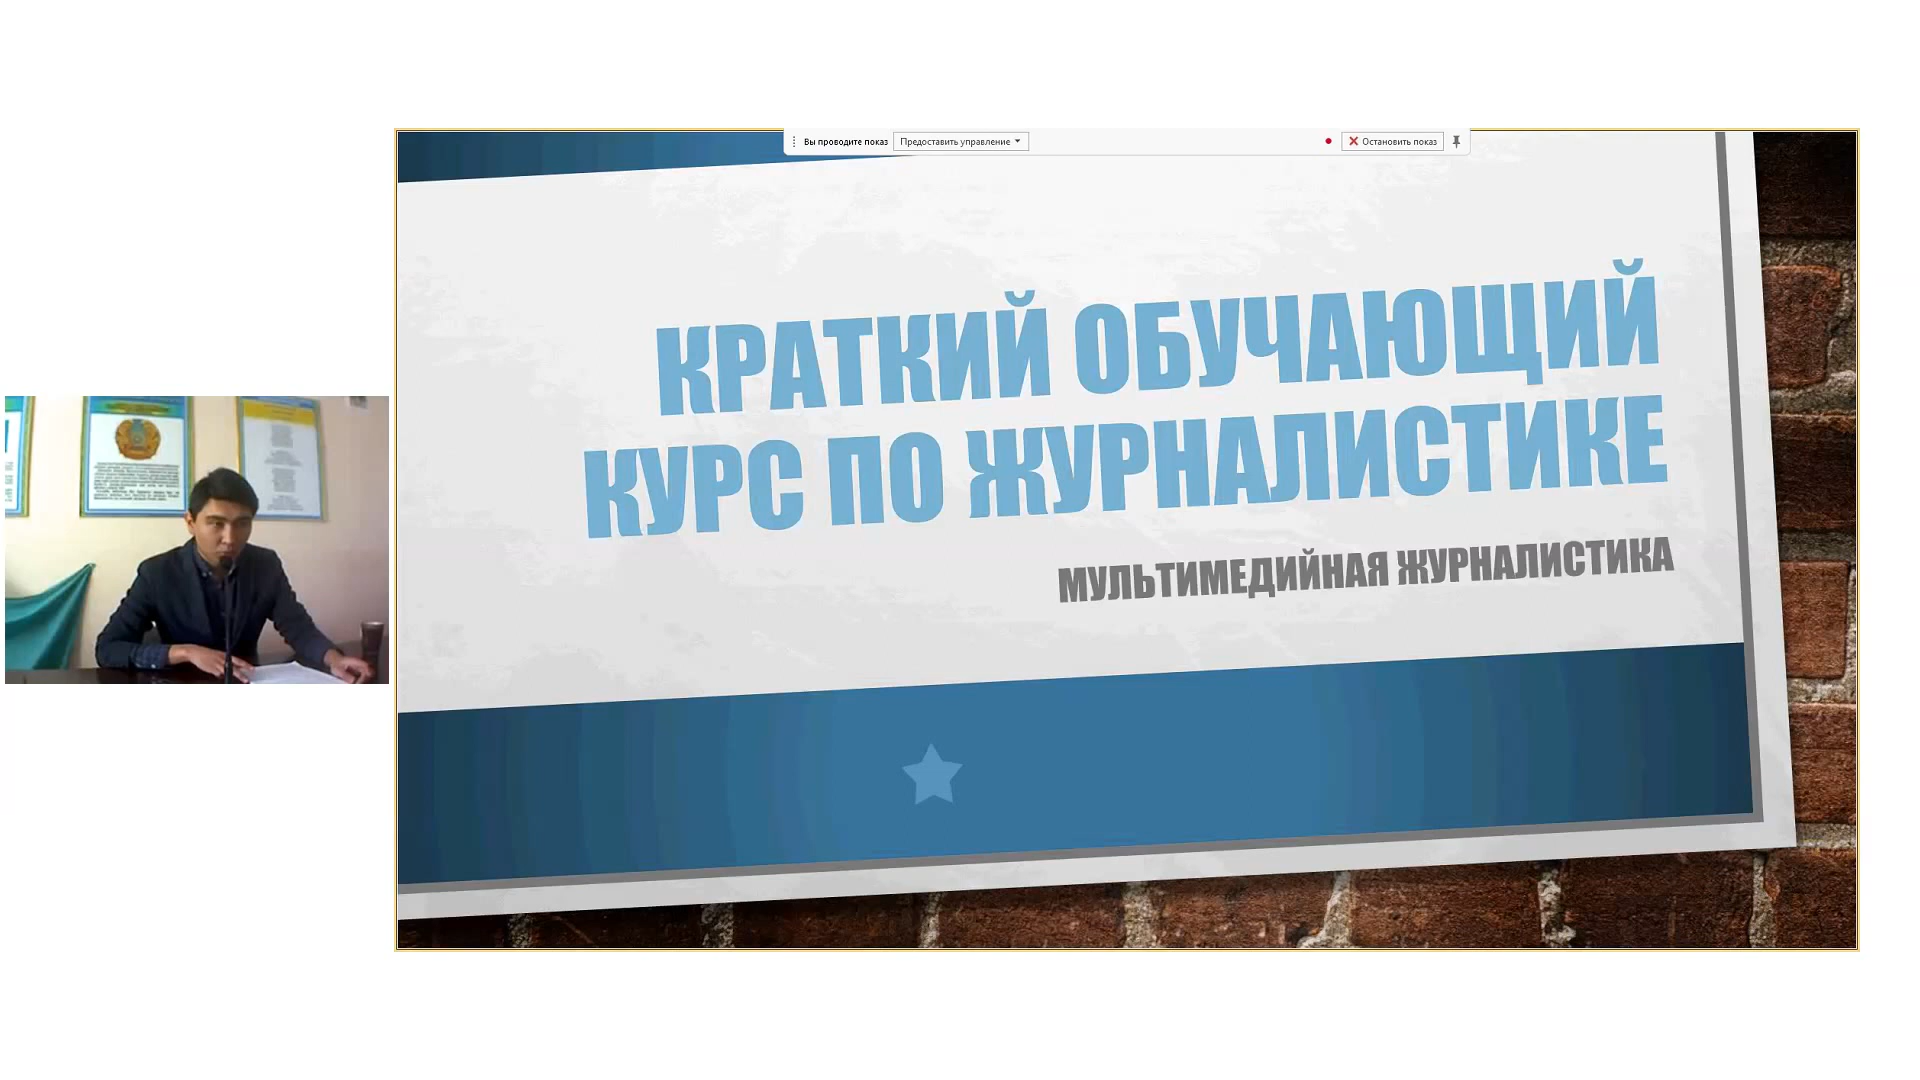 Вы проводите показ Предоставить управление Остановить показ
КРАТКИЙ ОБУЧАЮЩИЙ
КУРС ПО ЖУРНАЛИСТИКЕ
МУЛЬТИМЕДИЙНАЯ ЖУРНАЛИСТИКА